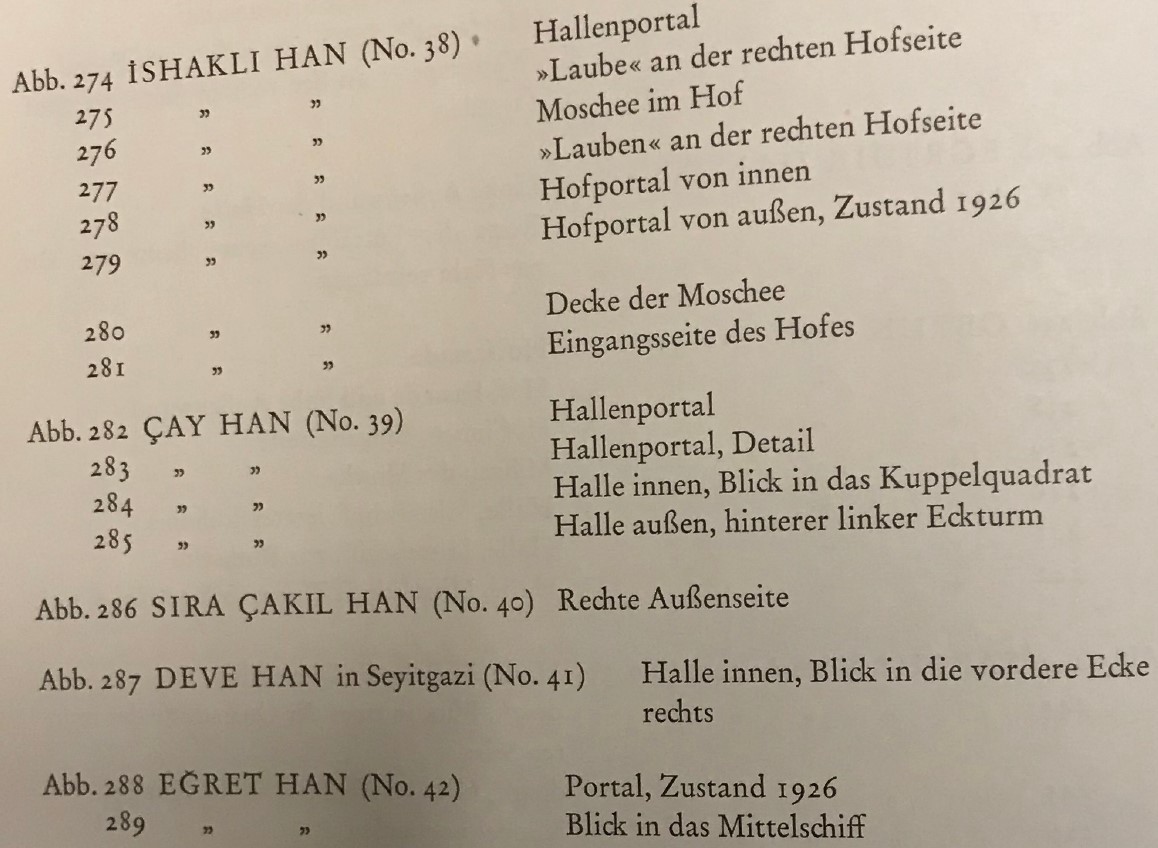 Abb. 274 İSHAKLI HAN (No. 38) Hallenportal
275 „ „ »Laube« an der rechten Hofseite
276 „ „ Moschee im Hof
277 „ „ »Lauben« an der rechten Hofseite
278 „ „ Hofportal von innen
279 „ „ Hofportal von außen, Zustand 1926
280 „ „ Decke der Moschee
281 „ „ Eingangsseite des Hofes
Abb. 282 ÇAY HAN (No. 39) Hallenportal
283 „ „ Hallenportal, Detail
284 „ „ Halle innen, Blick in das Kuppelquadrat
285 „ „ Halle außen, hinterer linker Eckturm
Abb. 286 SIRA ÇAKIL HAN (No. 40) Rechte Außenseite
Abb. 287 DEVE HAN in Seyitgazi (No. 41) Halle innen, Blick in die vordere Ecke
rechts
Abb. 288 EĞRET HAN (No. 42) Portal, Zustand 1926
289 „ „ Blick in das Mittelschiff